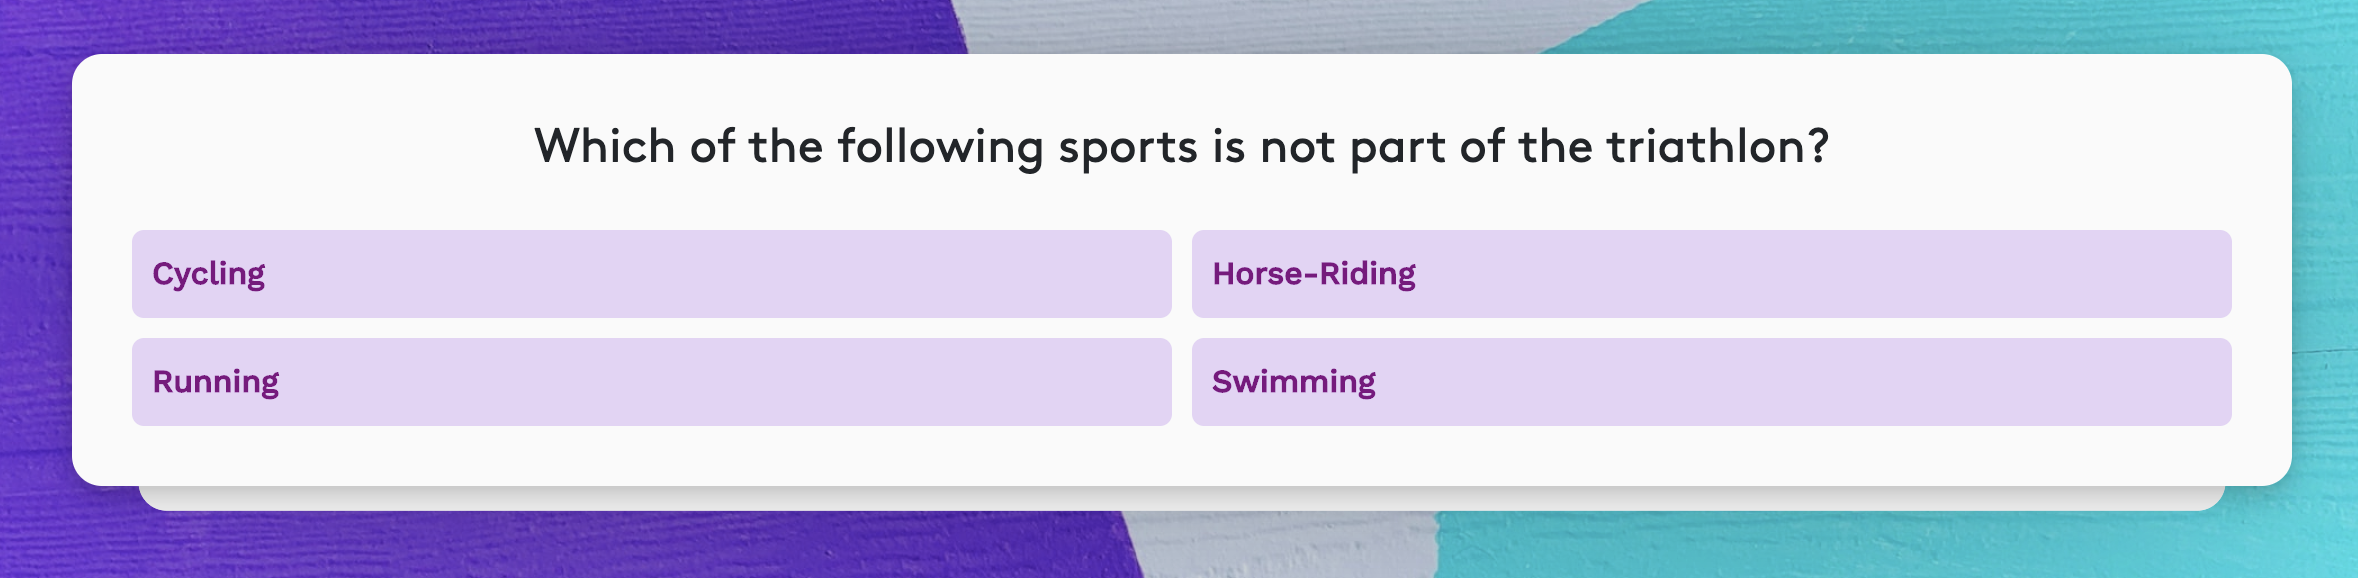 Which of the following sports is not part of the triathlon?
Cycling
Horse-Riding
Running
Swimming